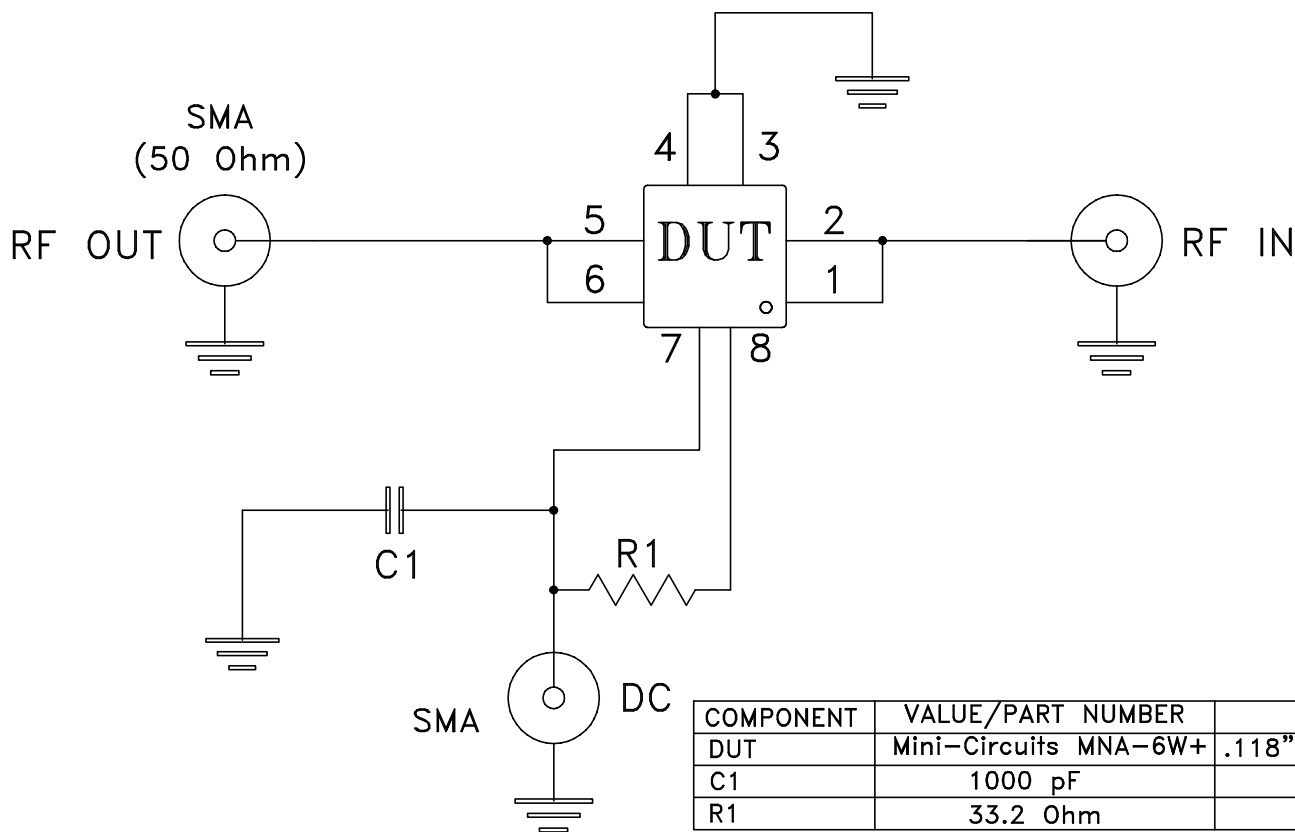 SMA
(50 Ohm)
4 3
RF OUT
5
DUT
2
RF IN
6
1
7 8
C1
R1
SMA
DC
COMPONENT VALUE/PART NUMBER
DUT Mini-Circuits MNA-6W+ .118"
C1 1000 pF
R1 33.2 Ohm